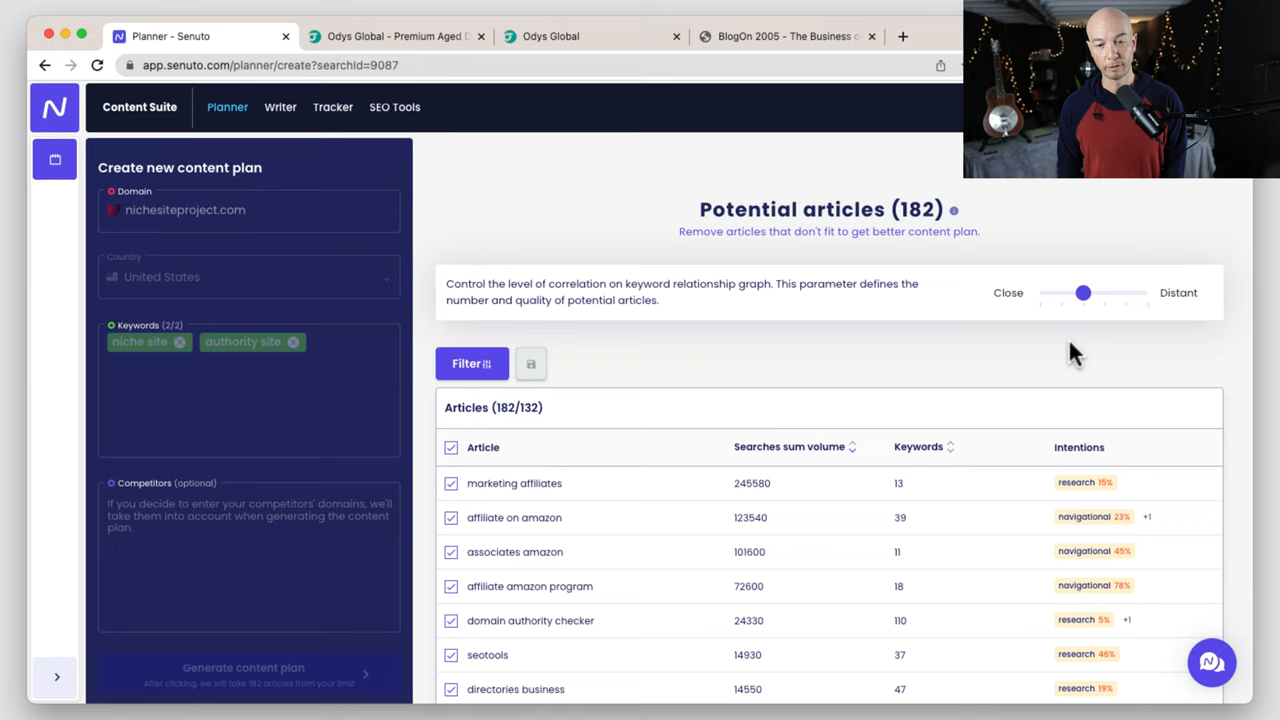 Planner - Senuto
Odys Global - Premium Aged D
Odys Global
BlogOn 2005 - The Business o
app.senuto.com/planner/create?searchId=9087
Content Suite
Planner
Writer
Tracker
SEO Tools
Create new content plan
Domain
nichesiteproject.com
Country
United States
Keywords (2/2)
niche site
authority site
Competitors (optional)
If you decide to enter your competitors' domains, we'll
take them into account when generating the content
plan.
Generate content plan
After clicking, we will take 182 articles from your limit
Potential articles (182)
Remove articles that don't fit to get better content plan.
Control the level of correlation on keyword relationship graph. This parameter defines the
number and quality of potential articles.
Close
Distant
Filter
Articles (182/132)
Article Searches sum volume Keywords Intentions
marketing affiliates 245580 13 research 15%
affiliate on amazon 123540 39 navigational 23% +1
associates amazon 101600 11 navigational 45%
affiliate amazon program 72600 18 navigational 78%
domain authority checker 24330 110 research 5% +1
seotools 14930 37 research 46%
directories business 14550 47 research 19%